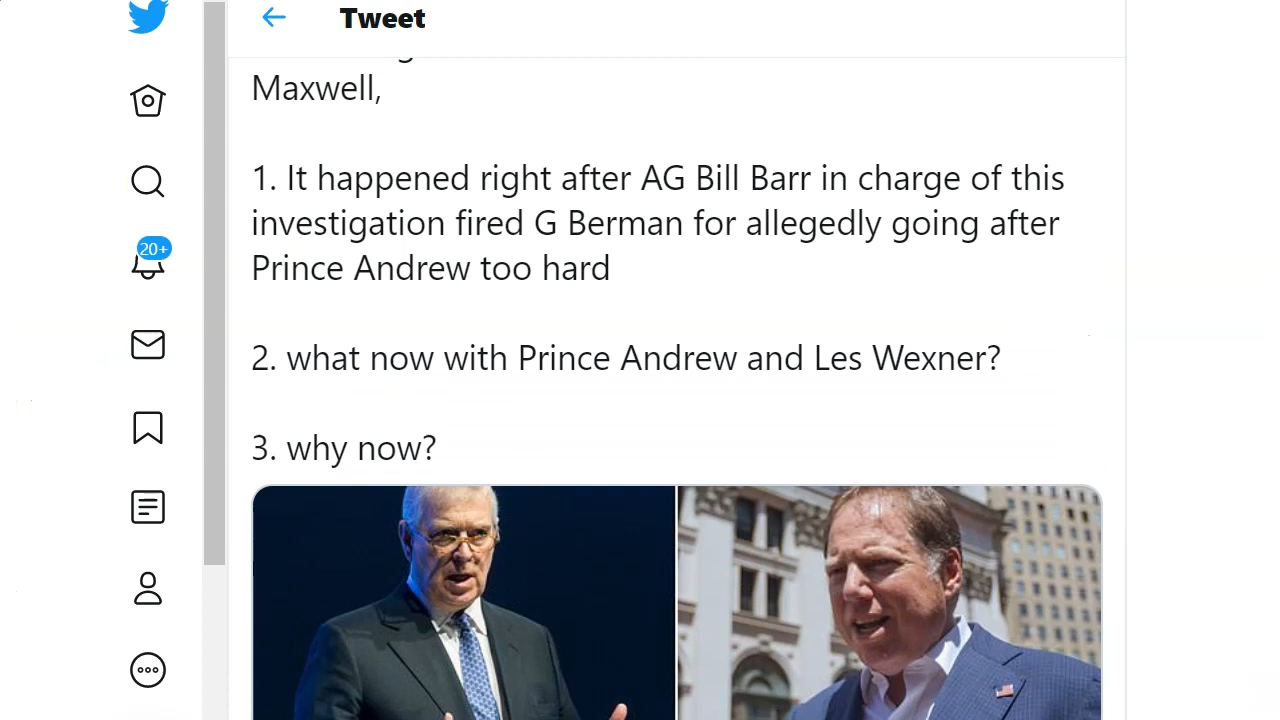 Tweet
Maxwell,
1. It happened right after AG Bill Barr in charge of this
investigation fired G Berman for allegedly going after
Prince Andrew too hard
2. what now with Prince Andrew and Les Wexner?
3. why now?
20+